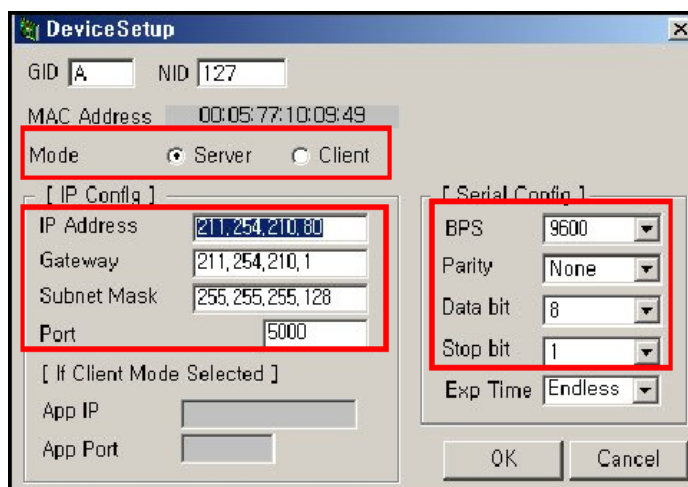 DeviceSetup
GID A NID 127
MAC Address 00:05:77:10:09:49
Mode Server Client
[ IP Config ]
IP Address 211,254,210,80
Gateway 211,254,210,1
Subnet Mask 255,255,255,128
Port 5000
[ If Client Mode Selected ]
App IP
App Port
[ Serial Config ]
BPS 9600
Parity None
Data bit 8
Stop bit 1
Exp Time Endless
OK Cancel